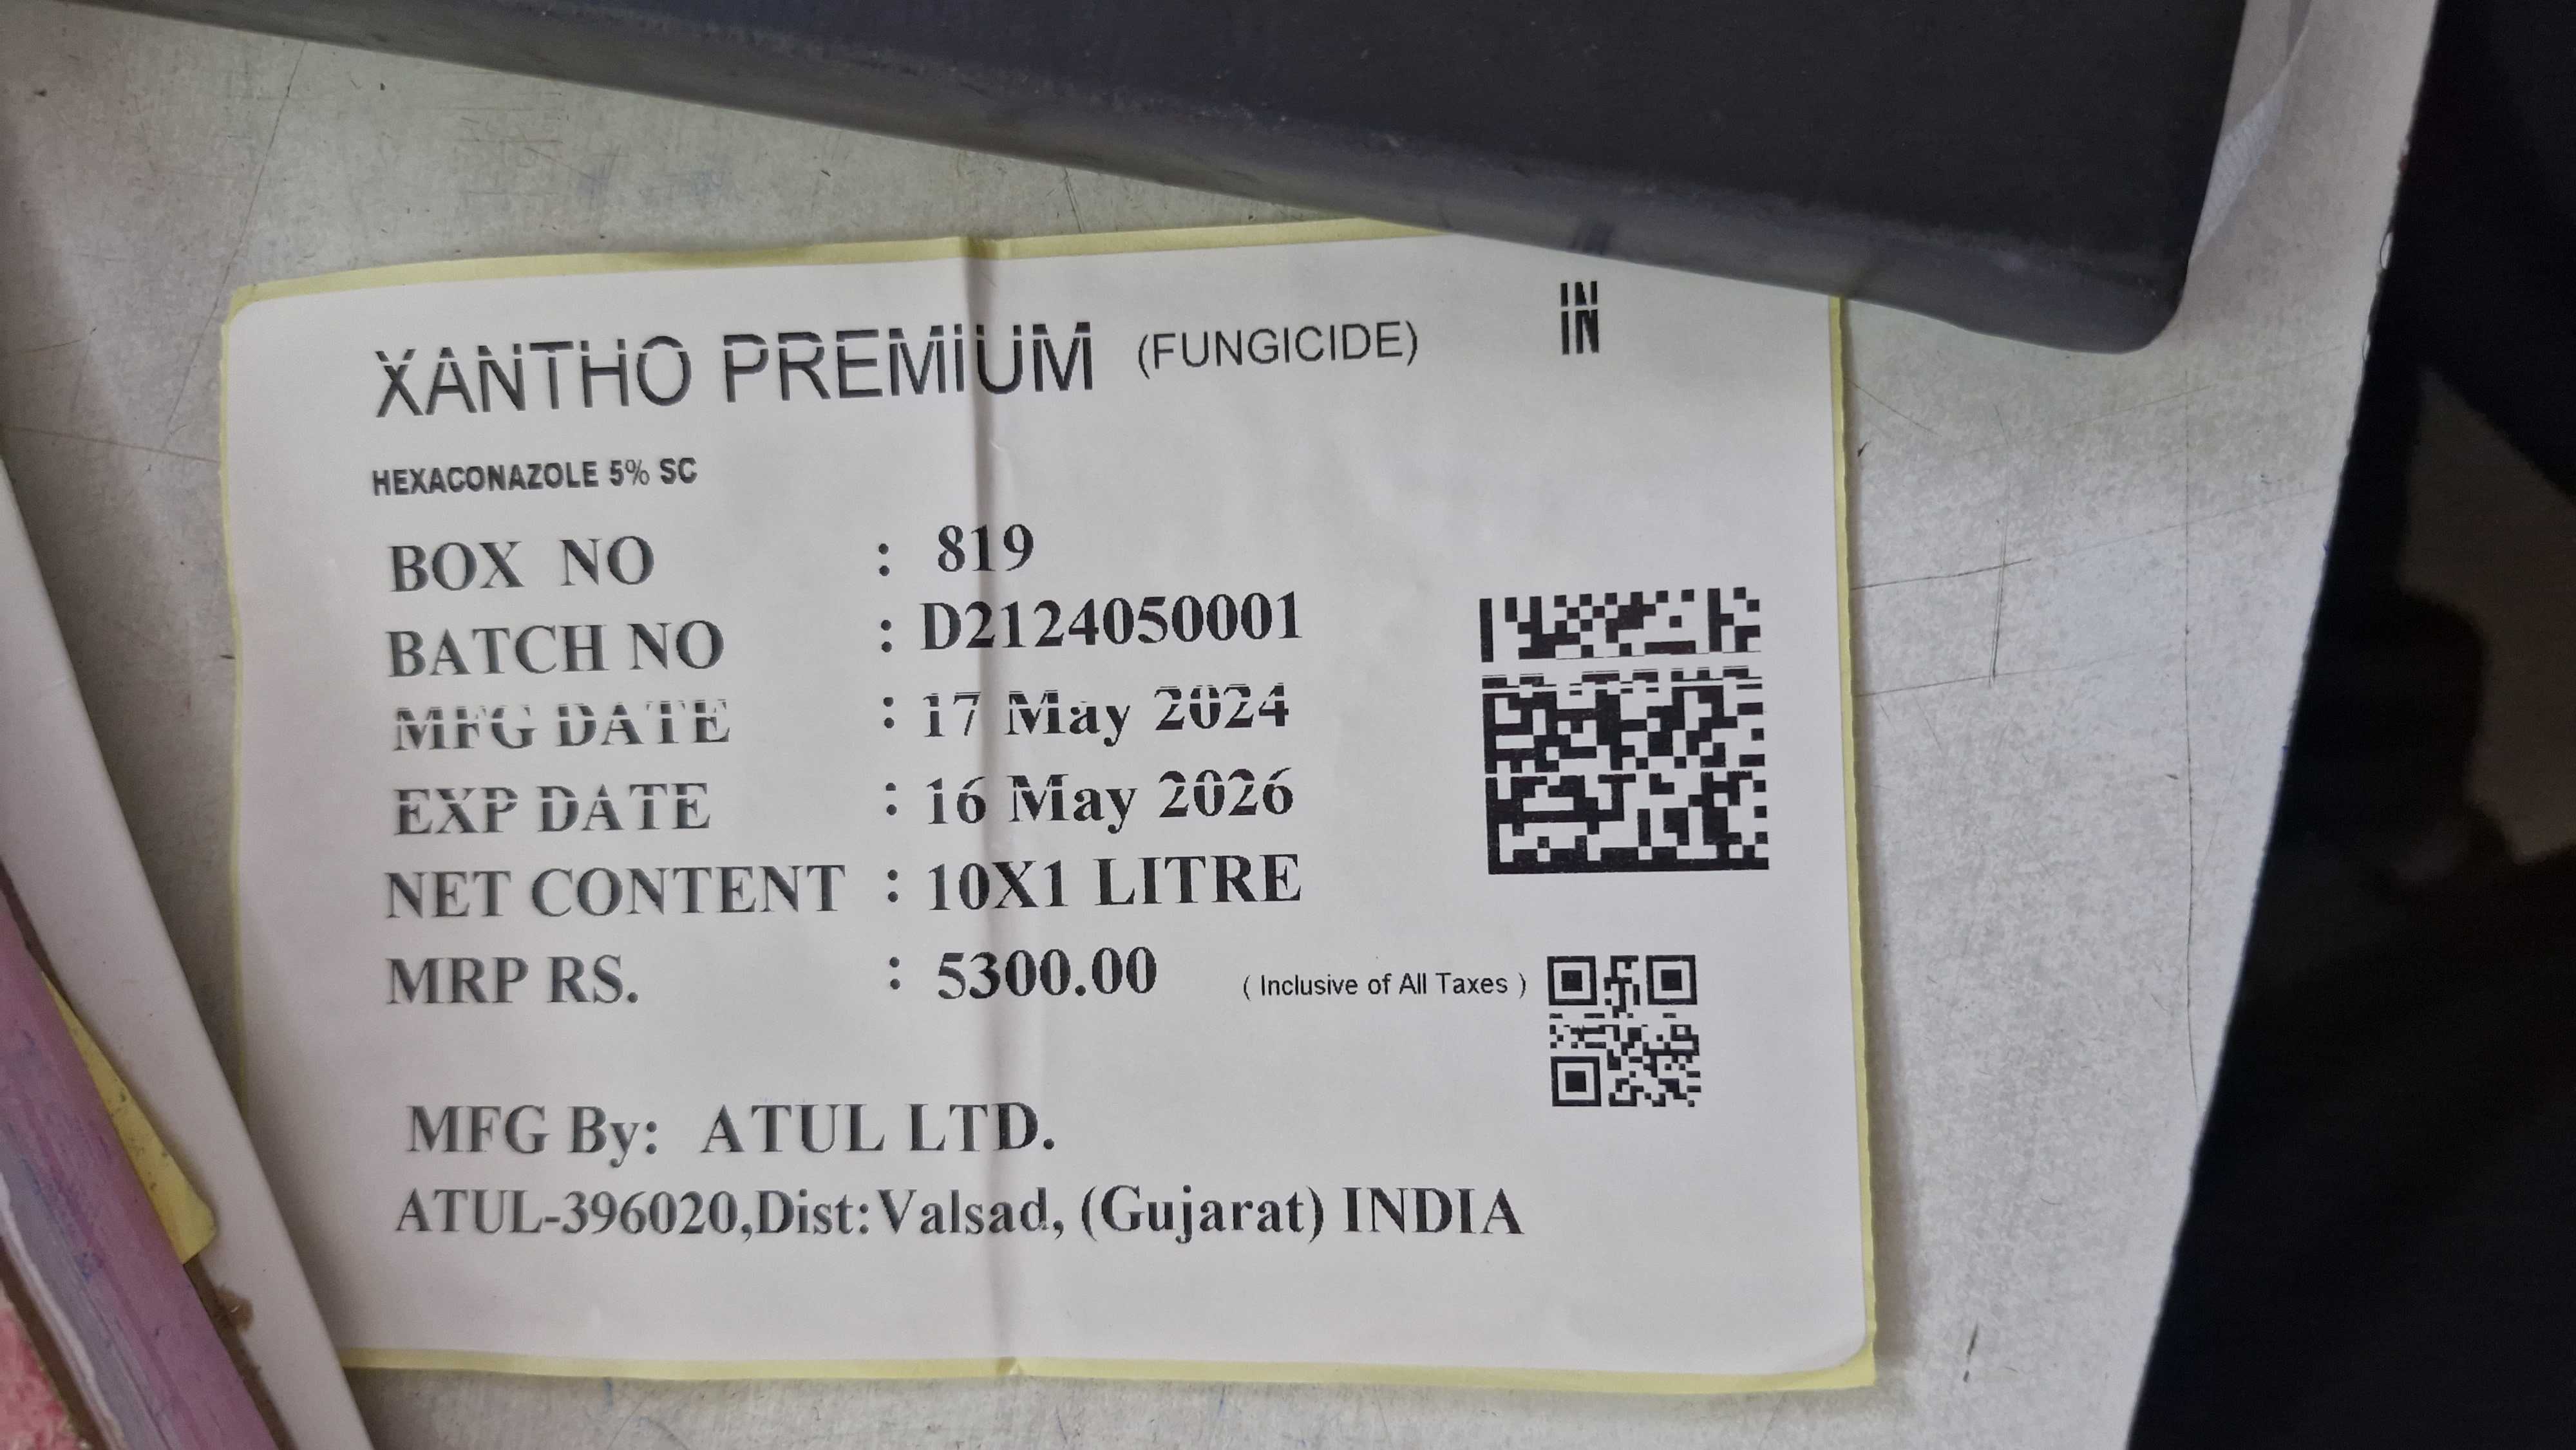 XANTHO PREMIUM (FUNGICIDE)
IN
IN
HEXACONAZOLE 5% SC
BOX NO : 819
BATCH NO : D2124050001
MFG DATE : 17 May 2024
EXP DATE : 16 May 2026
NET CONTENT : 10X1 LITRE
MRP RS. : 5300.00 ( Inclusive of All Taxes )
MFG By: ATUL LTD.
ATUL-396020,Dist:Valsad, (Gujarat) INDIA